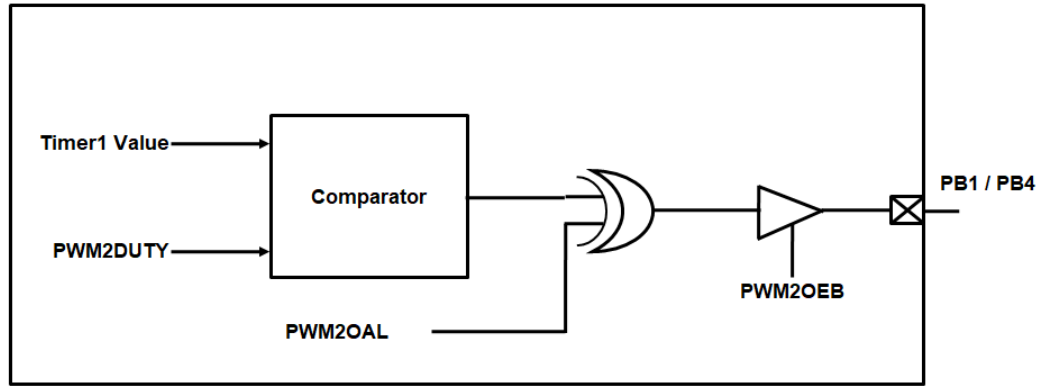 Timer1 Value
Comparator
PB1 / PB4
PWM2DUTY
PWM2OEB
PWM2OAL